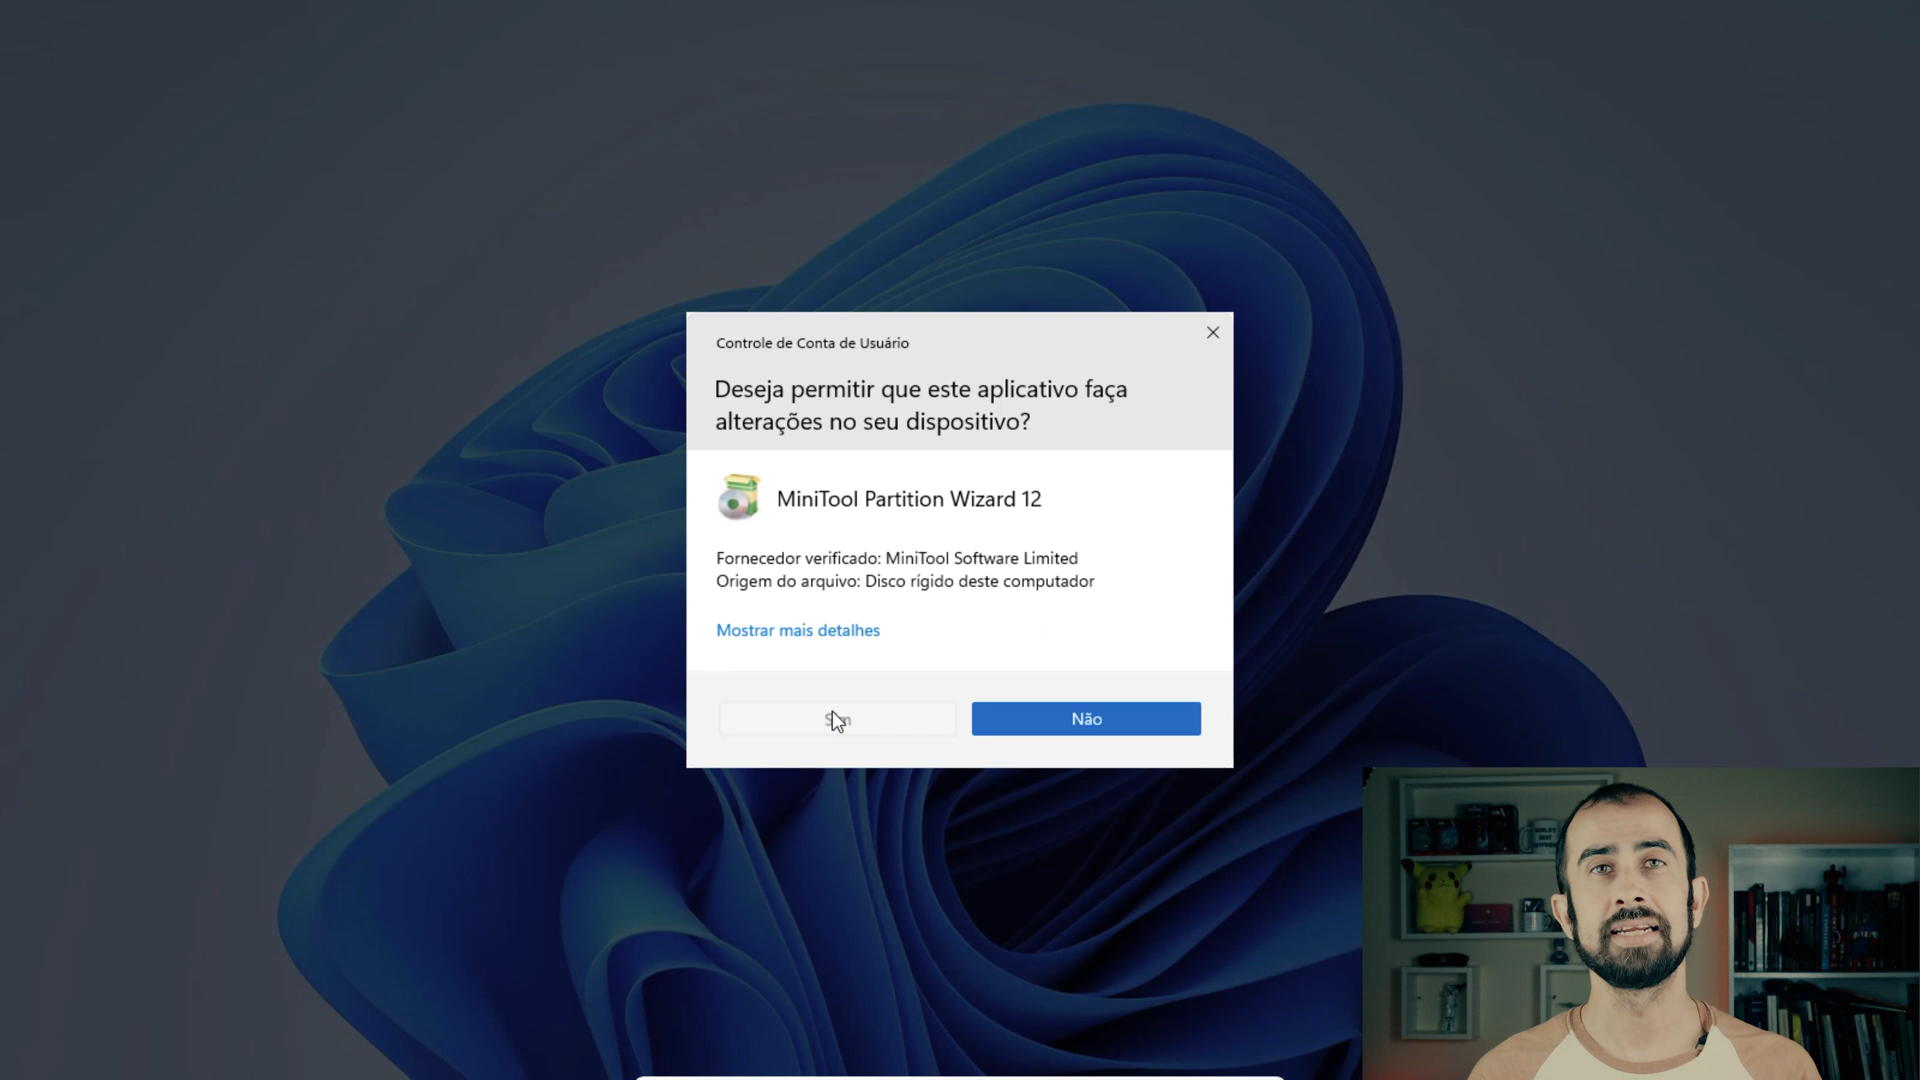 Controle de Conta de Usuário
Deseja permitir que este aplicativo faça
alterações no seu dispositivo?
MiniTool Partition Wizard 12
Fornecedor verificado: MiniTool Software Limited
Origem do arquivo: Disco rígido deste computador
Mostrar mais detalhes
Não